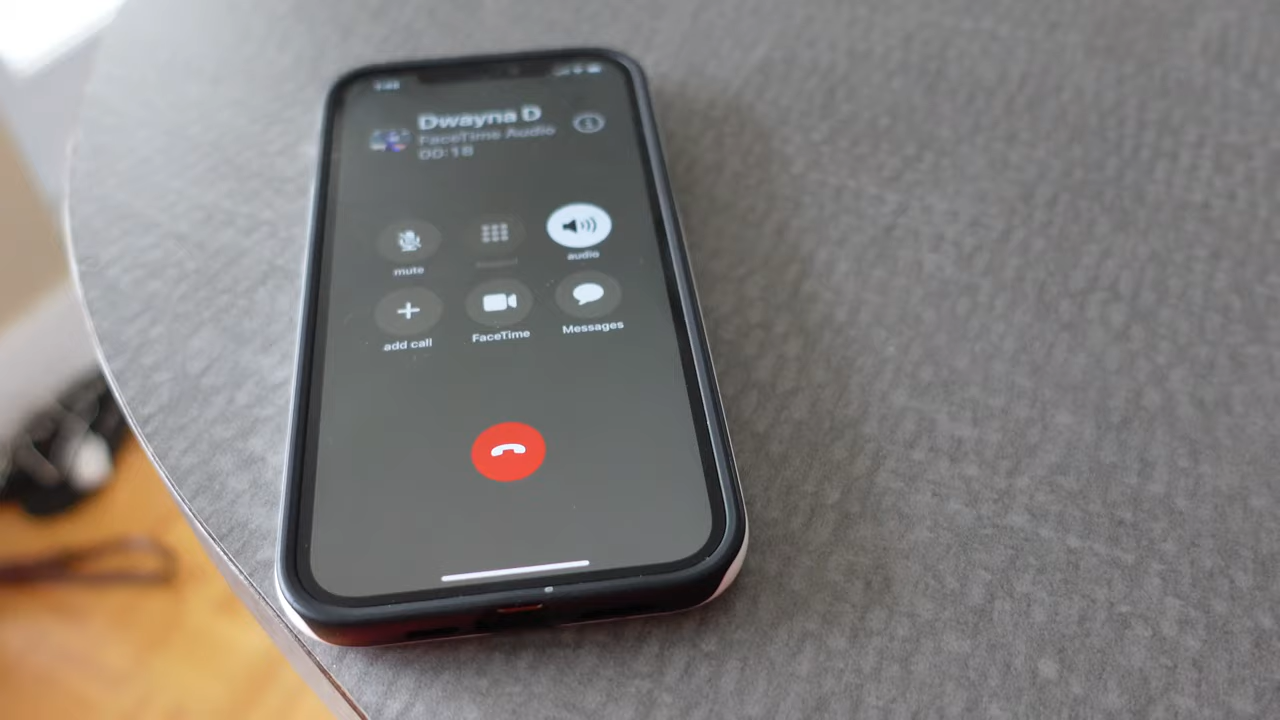 Dwayna D
FaceTime Audio
00:18
mute
audio
add call
FaceTime
Messages